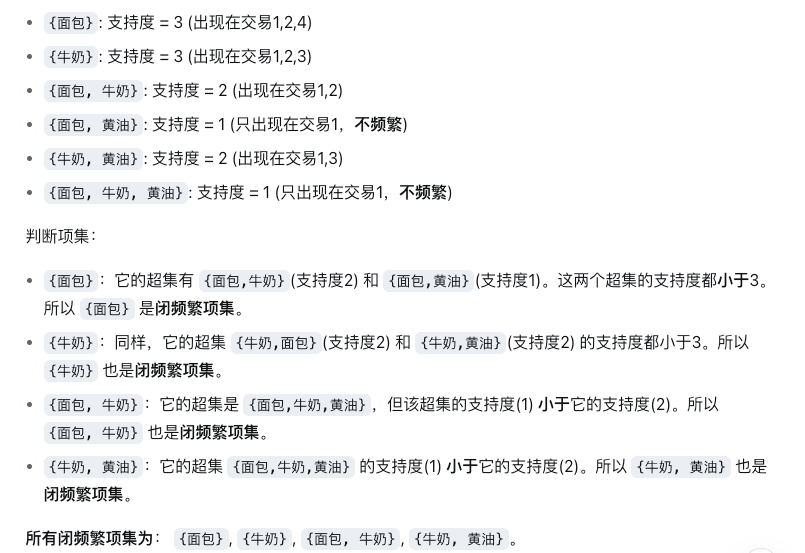 • {面包}: 支持度 = 3 (出现在交易1,2,4)
• {牛奶}: 支持度 = 3 (出现在交易1,2,3)
• {面包, 牛奶}: 支持度 = 2 (出现在交易1,2)
• {面包, 黄油}: 支持度 = 1 (只出现在交易1，不频繁)
• {牛奶, 黄油}: 支持度 = 2 (出现在交易1,3)
• {面包, 牛奶, 黄油}: 支持度 = 1 (只出现在交易1，不频繁)
判断项集：
• {面包}： 它的超集有 {面包,牛奶}(支持度2) 和 {面包,黄油}(支持度1)。这两个超集的支持度都小于3。
所以 {面包} 是闭频繁项集。
• {牛奶}： 同样，它的超集 {牛奶,面包}(支持度2) 和 {牛奶,黄油}(支持度2) 的支持度都小于3。所以
{牛奶} 也是闭频繁项集。
• {面包, 牛奶}： 它的超集是 {面包,牛奶,黄油}，但该超集的支持度(1) 小于它的支持度(2)。所以
{面包, 牛奶} 也是闭频繁项集。
• {牛奶, 黄油}： 它的超集 {面包,牛奶,黄油} 的支持度(1) 小于它的支持度(2)。所以 {牛奶, 黄油} 也是
闭频繁项集。
所有闭频繁项集为： {面包}, {牛奶}, {面包, 牛奶}, {牛奶, 黄油}。